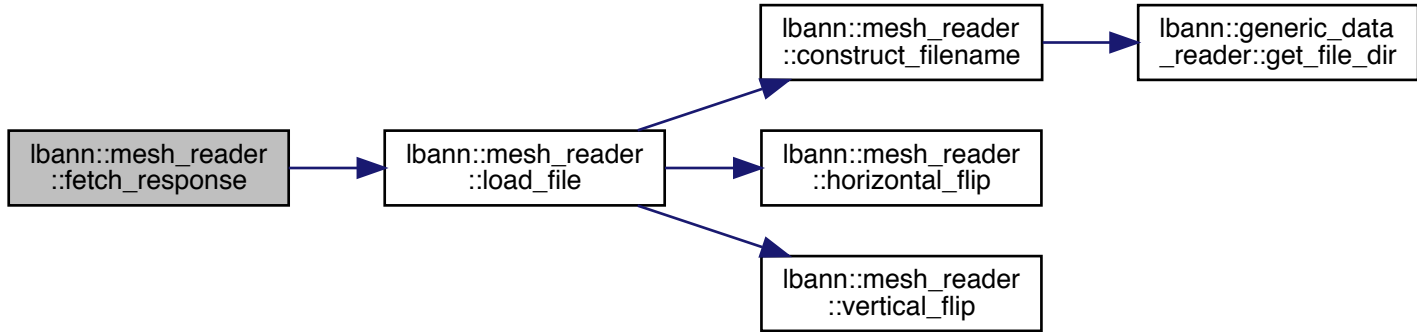 lbann::mesh_reader
::fetch_response
lbann::mesh_reader
::load_file
lbann::mesh_reader
::construct_filename
lbann::generic_data
_reader::get_file_dir
lbann::mesh_reader
::horizontal_flip
lbann::mesh_reader
::vertical_flip